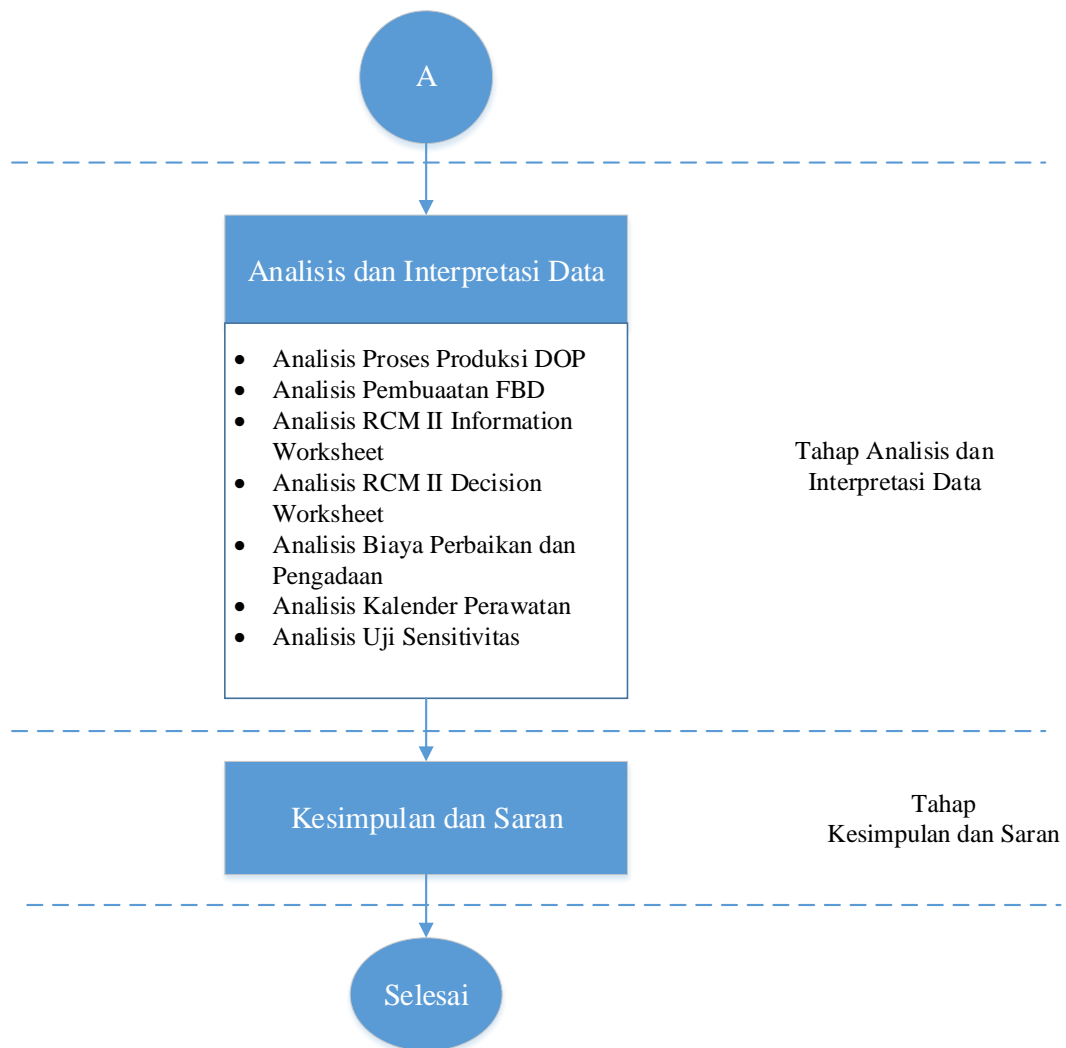 A
Analisis dan Interpretasi Data
• Analisis Proses Produksi DOP
• Analisis Pembuaatan FBD
• Analisis RCM II Information
Worksheet
• Analisis RCM II Decision
Worksheet
• Analisis Biaya Perbaikan dan
Pengadaan
• Analisis Kalender Perawatan
• Analisis Uji Sensitivitas
Tahap Analisis dan
Interpretasi Data
Kesimpulan dan Saran
Tahap
Kesimpulan dan Saran
Selesai